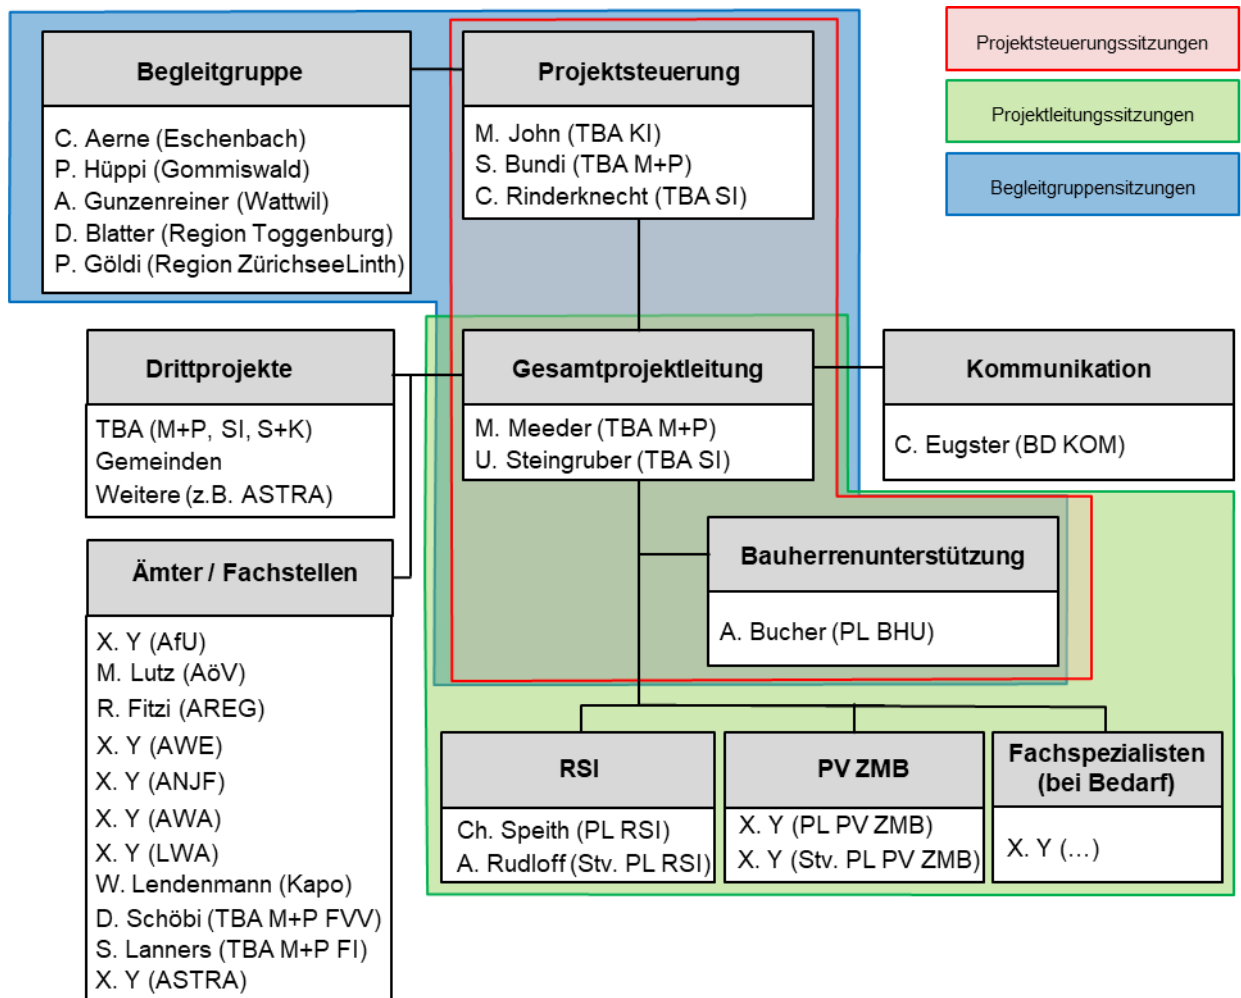 Begleitgruppe
C. Aerne (Eschenbach)
P. Hüppi (Gommiswald)
A. Gunzenreiner (Wattwil)
D. Blatter (Region Toggenburg)
P. Göldi (Region ZürichseeLinth)
Projektsteuerung
M. John (TBA KI)
S. Bundi (TBA M+P)
C. Rinderknecht (TBA SI)
Projektsteuerungssitzungen
Projektleitungssitzungen
Begleitgruppensitzungen
Drittprojekte
TBA (M+P, SI, S+K)
Gemeinden
Weitere (z.B. ASTRA)
Gesamtprojektleitung
M. Meeder (TBA M+P)
U. Steingruber (TBA SI)
Kommunikation
C. Eugster (BD KOM)
Ämter / Fachstellen
X. Y (AfU)
M. Lutz (AöV)
R. Fitzi (AREG)
X. Y (AWE)
X. Y (ANJF)
X. Y (AWA)
X. Y (LWA)
W. Lendenmann (Kapo)
D. Schöbi (TBA M+P FVV)
S. Lanners (TBA M+P FI)
X. Y (ASTRA)
Bauherrenunterstützung
A. Bucher (PL BHU)
RSI
Ch. Speith (PL RSI)
A. Rudloff (Stv. PL RSI)
PV ZMB
X. Y (PL PV ZMB)
X. Y (Stv. PL PV ZMB)
Fachspezialisten
(bei Bedarf)
X. Y (…)